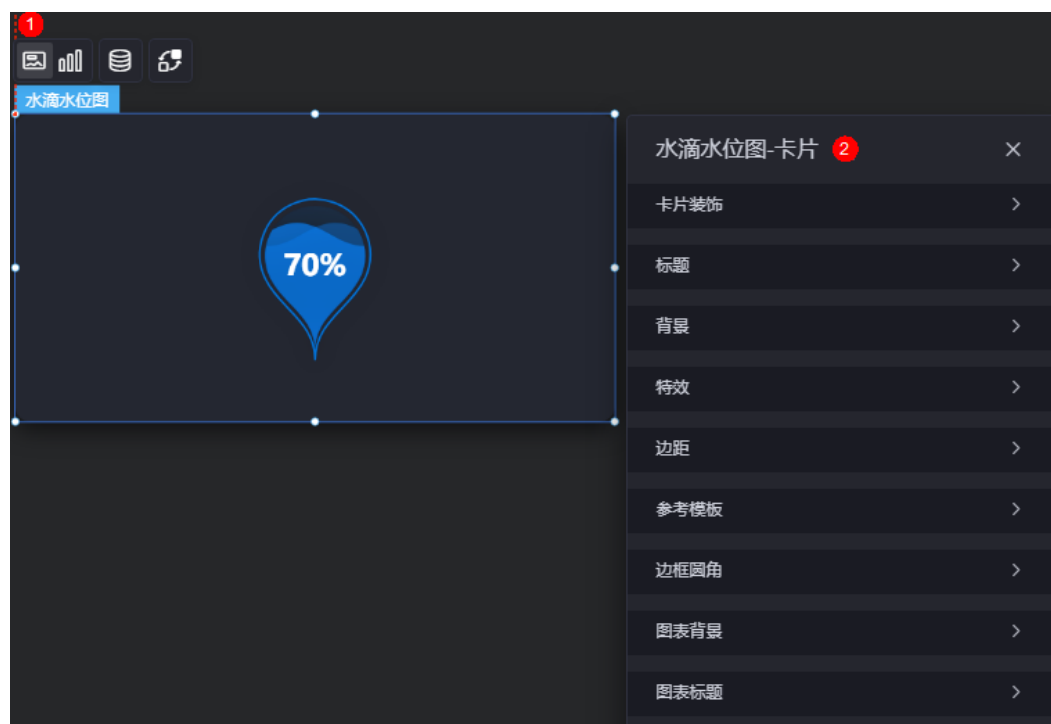 1
水滴水位图
70%
水滴水位图-卡片 2
卡片装饰
标题
背景
特效
边距
参考模板
边框圆角
图表背景
图表标题